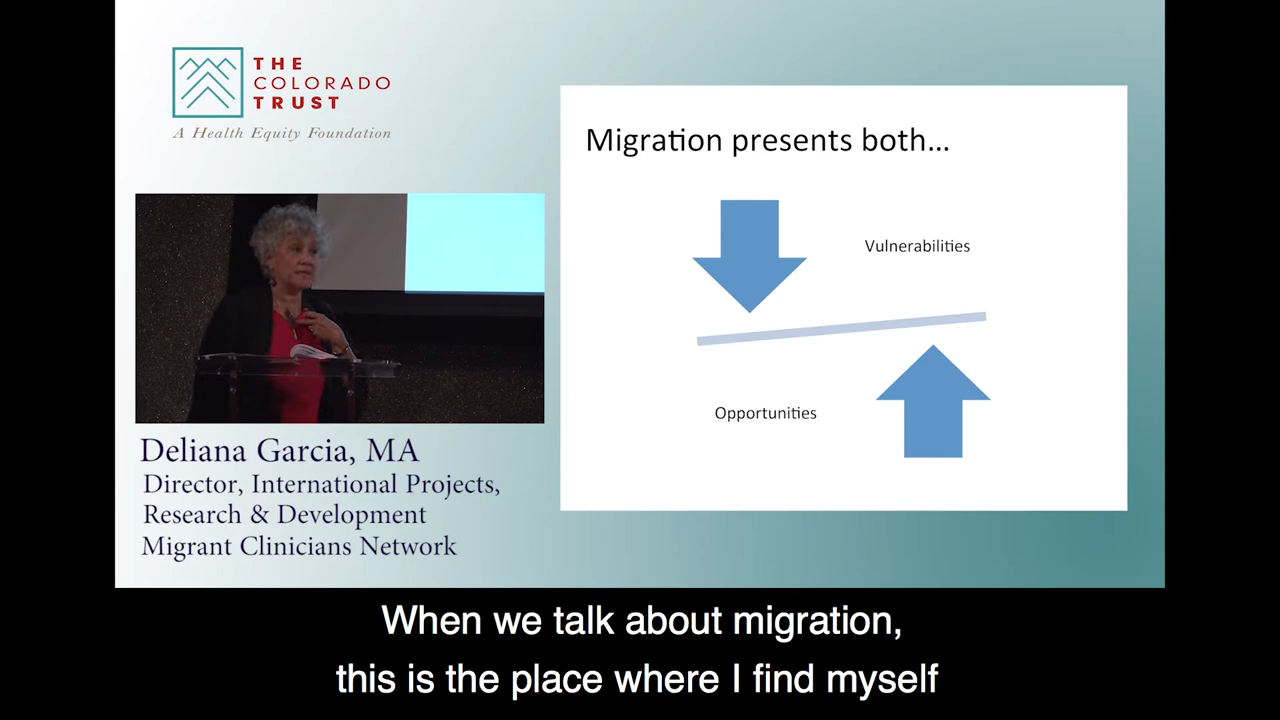 THE
COLORADO
TRUST
A Health Equity Foundation
Migration presents both…
Vulnerabilities
Opportunities
Deliana Garcia, MA
Director, International Projects,
Research & Development
Migrant Clinicians Network
When we talk about migration,
this is the place where I find myself